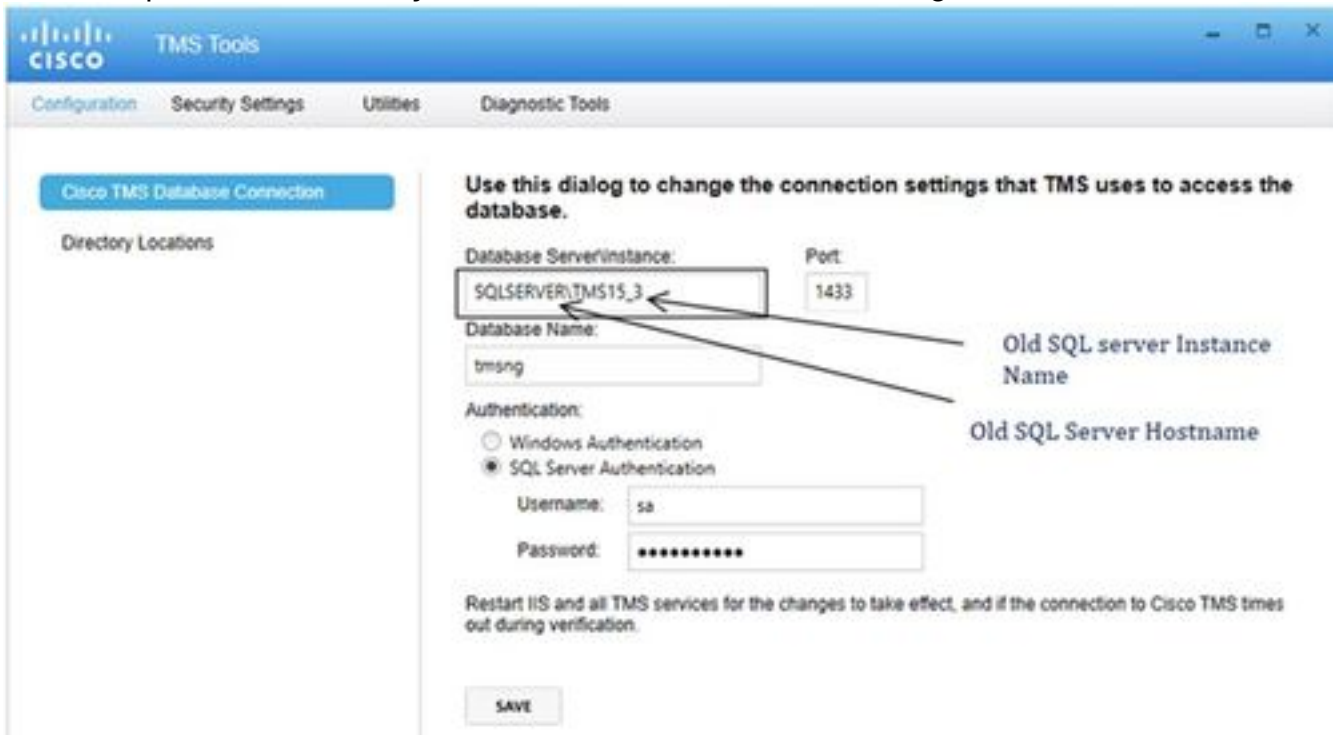 CISCO TMS Tools
Configuration Security Settings Utilities Diagnostic Tools
Cisco TMS Database Connection
Directory Locations
Use this dialog to change the connection settings that TMS uses to access the
database.
Database Server\Instance: Port:
SQLSERVER\TMS15_3 1433
Database Name:
tmsng
Old SQL server Instance
Name
Authentication:
Windows Authentication
SQL Server Authentication
Old SQL Server Hostname
Username: sa
Password:
Restart IIS and all TMS services for the changes to take effect, and if the connection to Cisco TMS times
out during verification.
SAVE